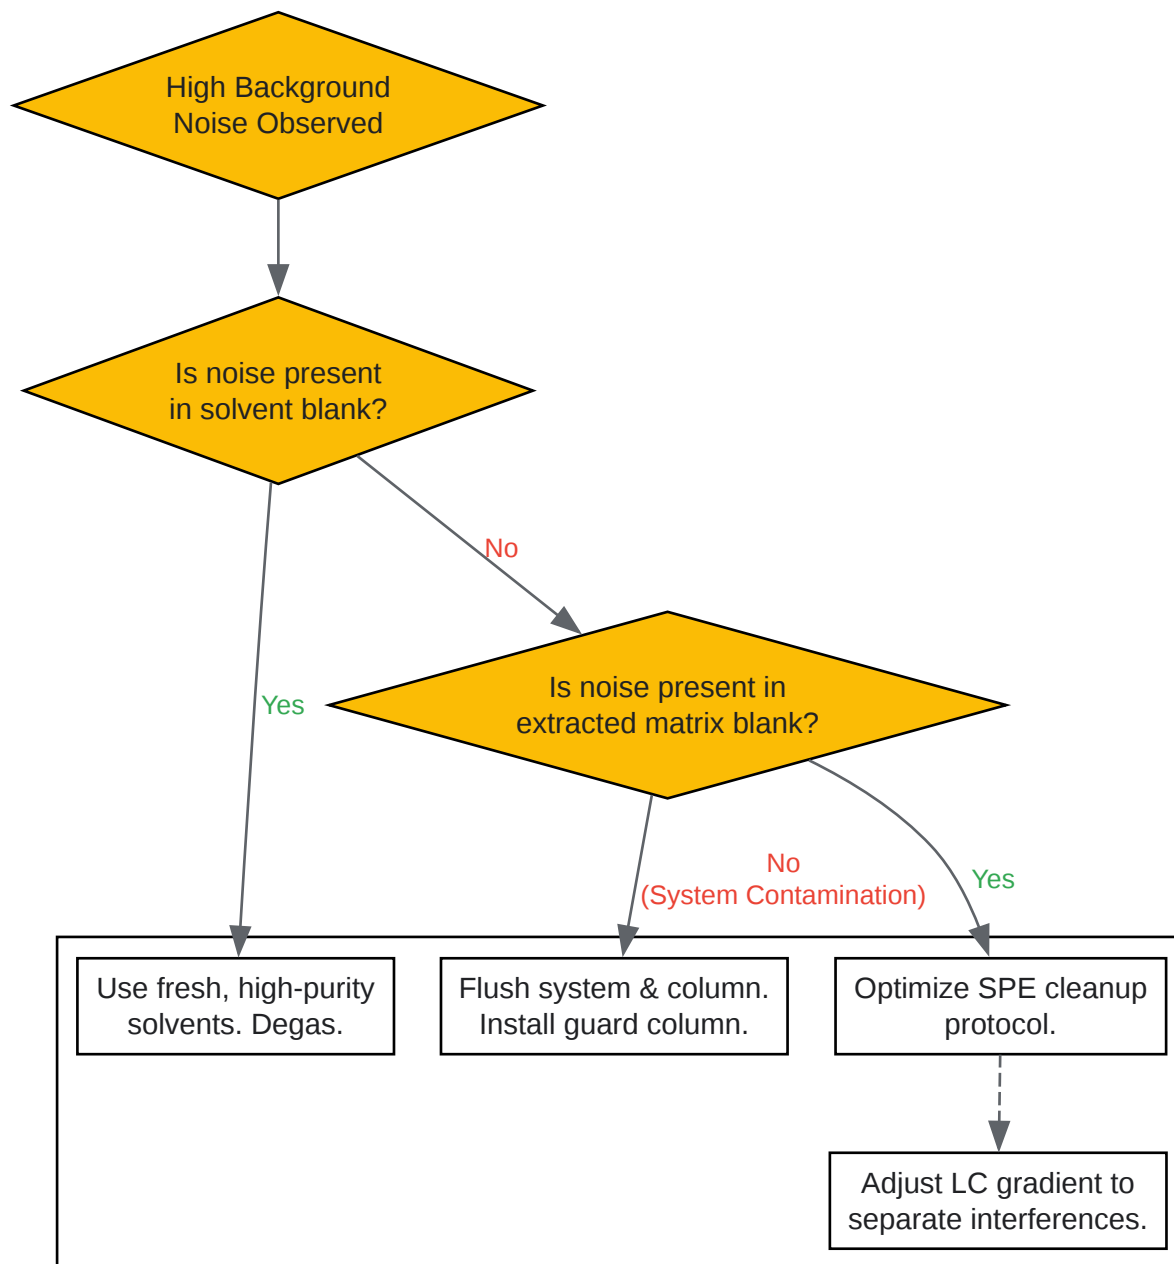 High Background
Noise Observed
Is noise present
in solvent blank?
No
Yes
Is noise present in
extracted matrix blank?
No
(System Contamination)
Yes
Use fresh, high-purity
solvents. Degas.
Flush system & column.
Install guard column.
Optimize SPE cleanup
protocol.
Adjust LC gradient to
separate interferences.